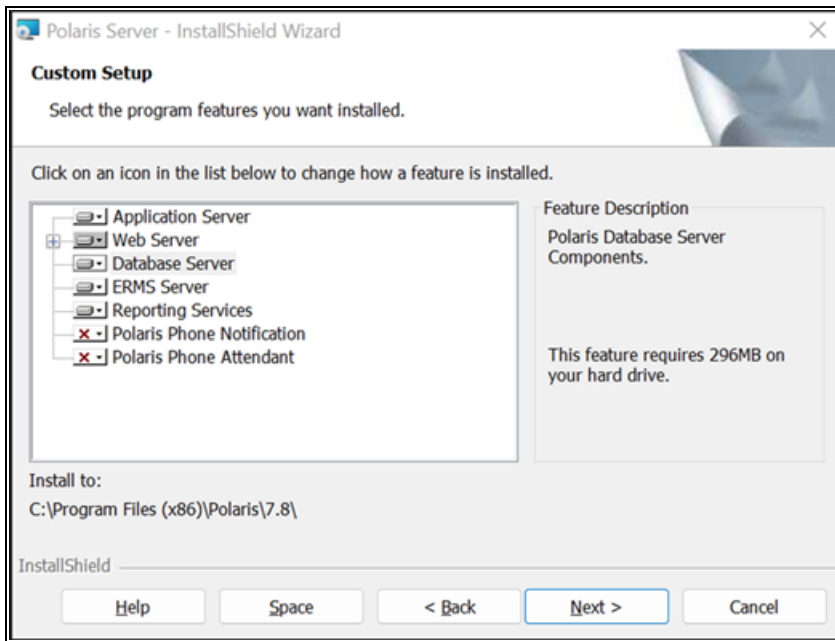 Polaris Server - InstallShield Wizard
Custom Setup
Select the program features you want installed.
Click on an icon in the list below to change how a feature is installed.
Application Server
Web Server
Database Server
ERMS Server
Reporting Services
Polaris Phone Notification
Polaris Phone Attendant
Feature Description
Polaris Database Server
Components.
This feature requires 296MB on
your hard drive.
Install to:
C:\Program Files (x86)\Polaris\7.8\
InstallShield
Help
Space
< Back
Next >
Cancel